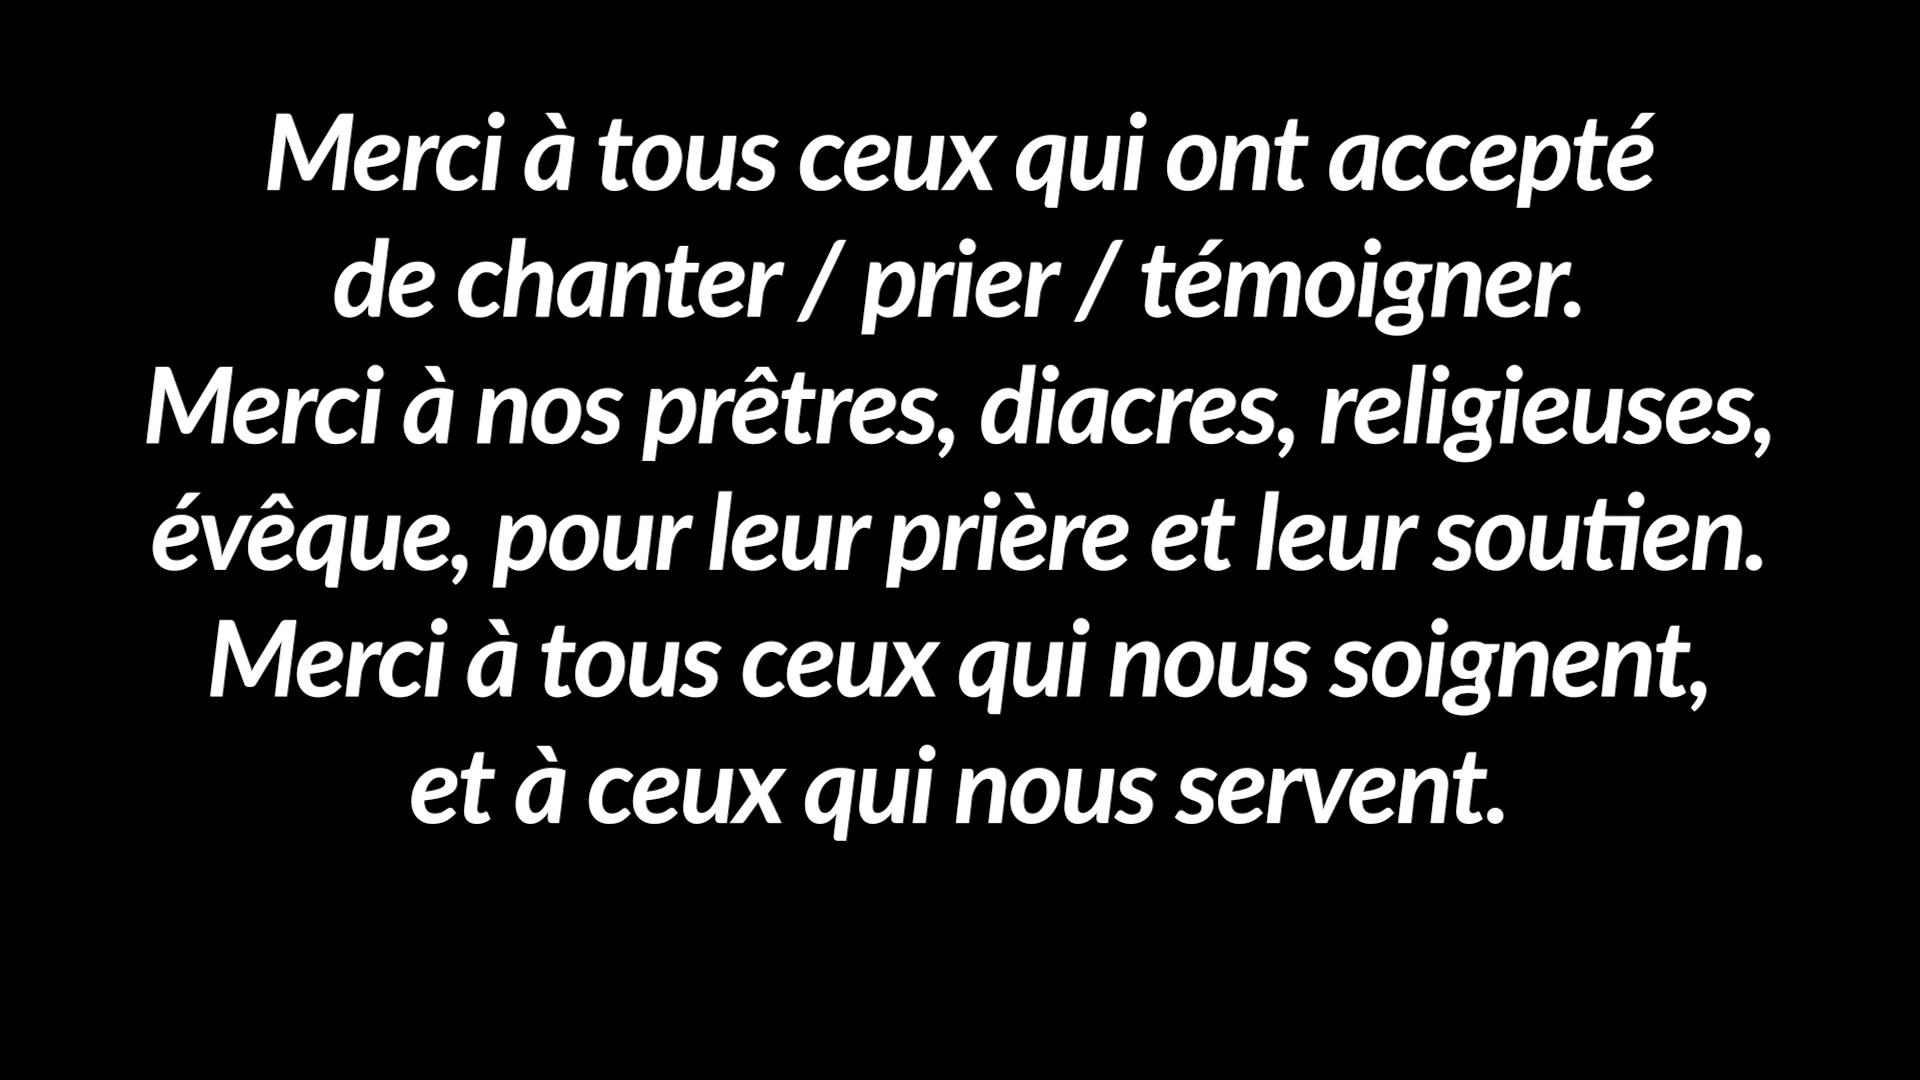 Merci à tous ceux qui ont accepté
de chanter / prier / témoigner.
Merci à nos prêtres, diacres, religieuses,
évêque, pour leur prière et leur soutien.
Merci à tous ceux qui nous soignent,
et à ceux qui nous servent.